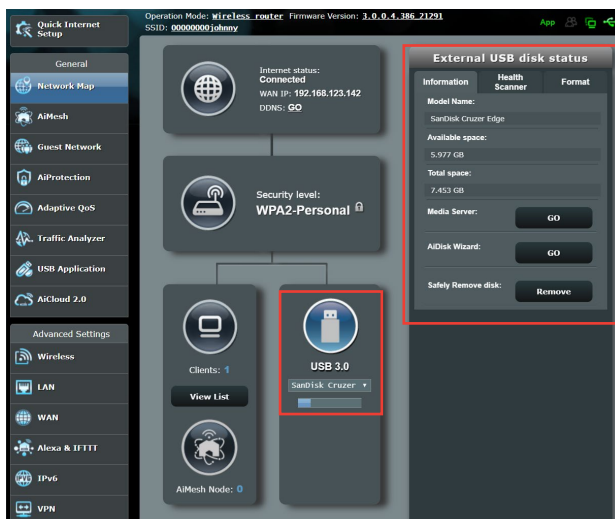 Quick Internet
Setup
Operation Mode: Wireless router Firmware Version: 3.0.0.4.386_21291
SSID: 00000000johnny
App
General
Network Map
AiMesh
Guest Network
AiProtection
Adaptive QoS
Traffic Analyzer
USB Application
AiCloud 2.0
Advanced Settings
Wireless
LAN
WAN
Alexa & IFTTT
IPv6
VPN
Internet status:
Connected
WAN IP: 192.168.123.142
DDNS: GO
Security level:
WPA2-Personal
Clients: 1
View List
AiMesh Node: 0
USB 3.0
SanDisk Cruzer
External USB disk status
Information
Health
Scanner
Format
Model Name:
SanDisk Cruzer Edge
Available space:
5.977 GB
Total space:
7.453 GB
Media Server:
GO
AiDisk Wizard:
GO
Safely Remove disk:
Remove